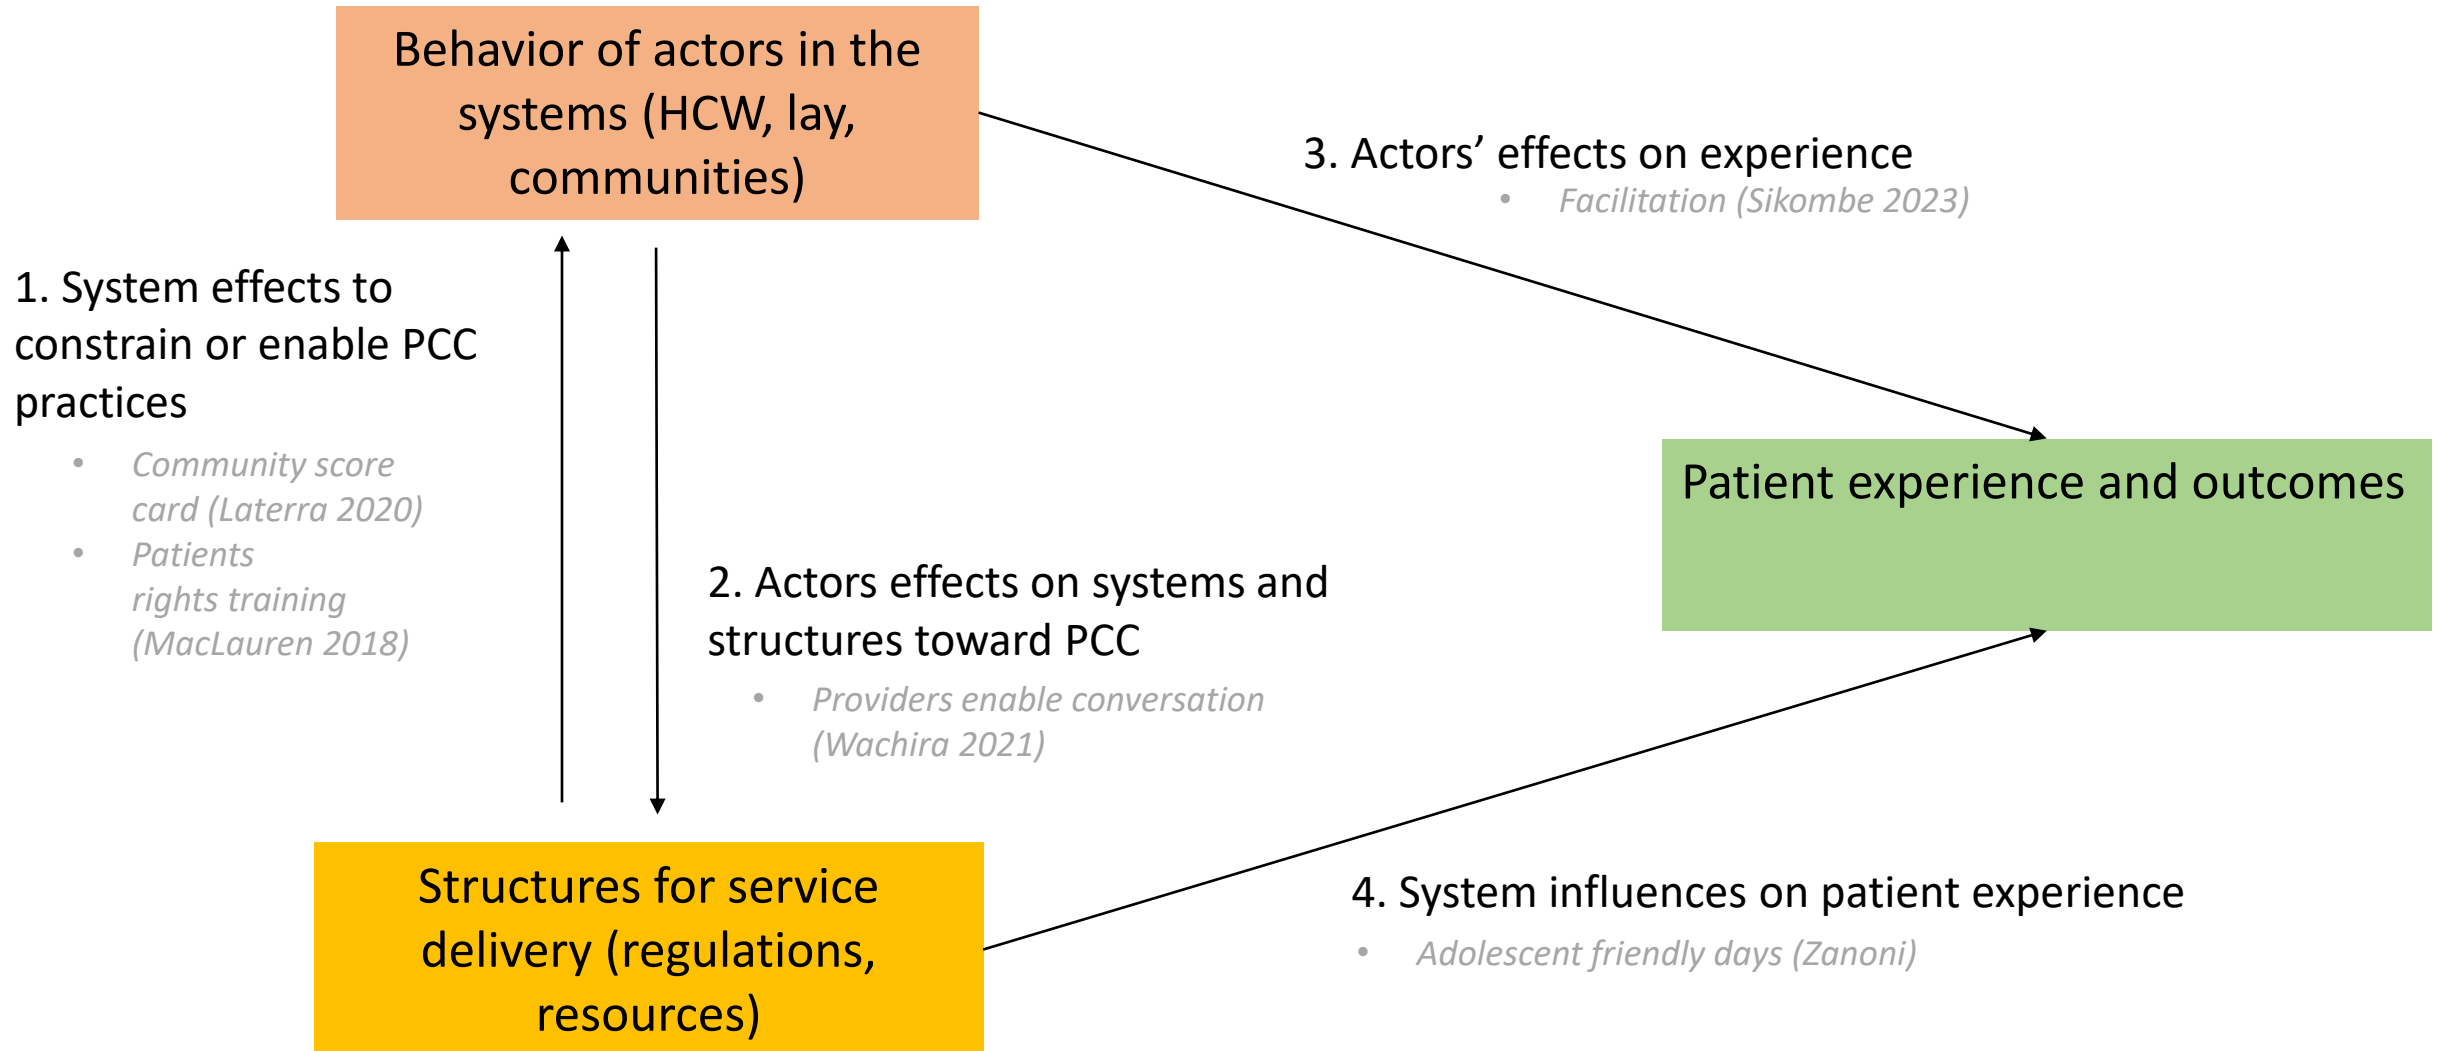 Behavior of actors in the
systems (HCW, lay,
communities)
3. Actors’ effects on experience
• Facilitation (Sikombe 2023)
1. System effects to
constrain or enable PCC
practices
• Community score
card (Laterra 2020)
• Patients
rights training
(MacLauren 2018)
Patient experience and outcomes
2. Actors effects on systems and
structures toward PCC
• Providers enable conversation
(Wachira 2021)
Structures for service
delivery (regulations,
resources)
4. System influences on patient experience
• Adolescent friendly days (Zanoni)